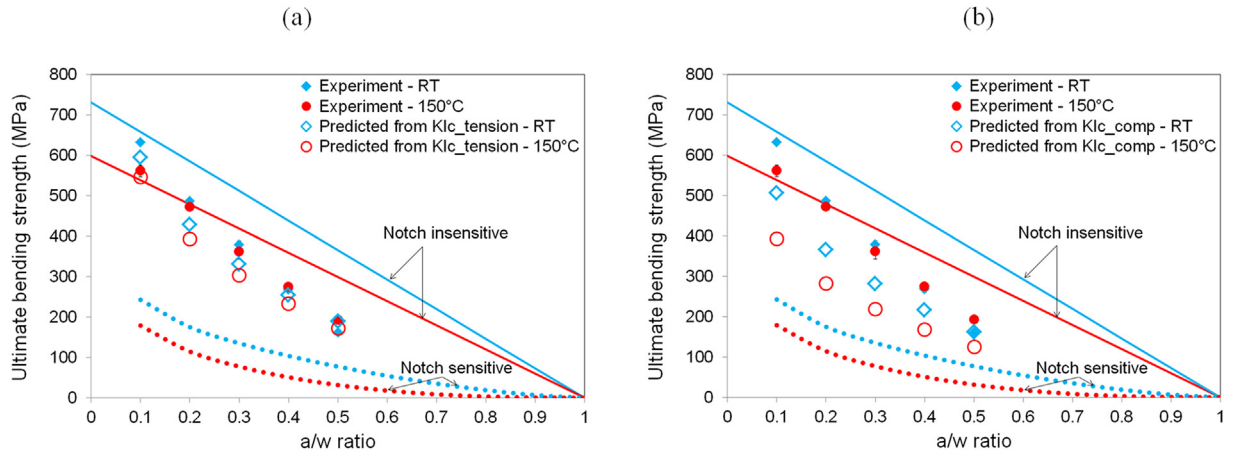 (a)
800
700
600
500
400
300
200
100
0
Ultimate bending strength (MPa)
Experiment - RT
Experiment - 150°C
Predicted from KIc_tension - RT
Predicted from KIc_tension - 150°C
Notch insensitive
Notch sensitive
0 0.1 0.2 0.3 0.4 0.5 0.6 0.7 0.8 0.9 1
a/w ratio
(b)
800
700
600
500
400
300
200
100
0
Ultimate bending strength (MPa)
Experiment - RT
Experiment - 150°C
Predicted from KIc_comp - RT
Predicted from KIc_comp - 150°C
Notch insensitive
Notch sensitive
0 0.1 0.2 0.3 0.4 0.5 0.6 0.7 0.8 0.9 1
a/w ratio